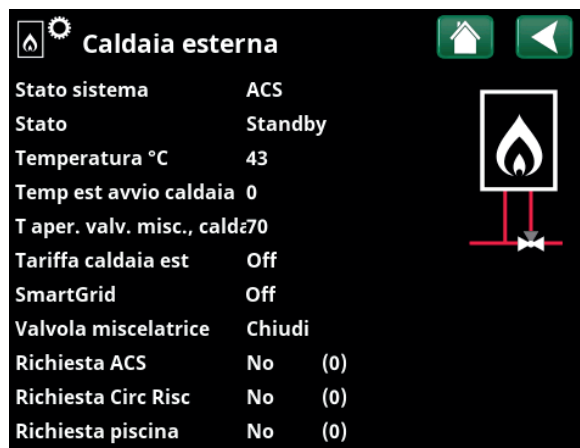 Caldaia esterna
Stato sistema ACS
Stato Standby
Temperatura °C 43
Temp est avvio caldaia 0
T aper. valv. misc., calda 70
Tariffa caldaia est Off
SmartGrid Off
Valvola miscelatrice Chiudi
Richiesta ACS No (0)
Richiesta Circ Risc No (0)
Richiesta piscina No (0)